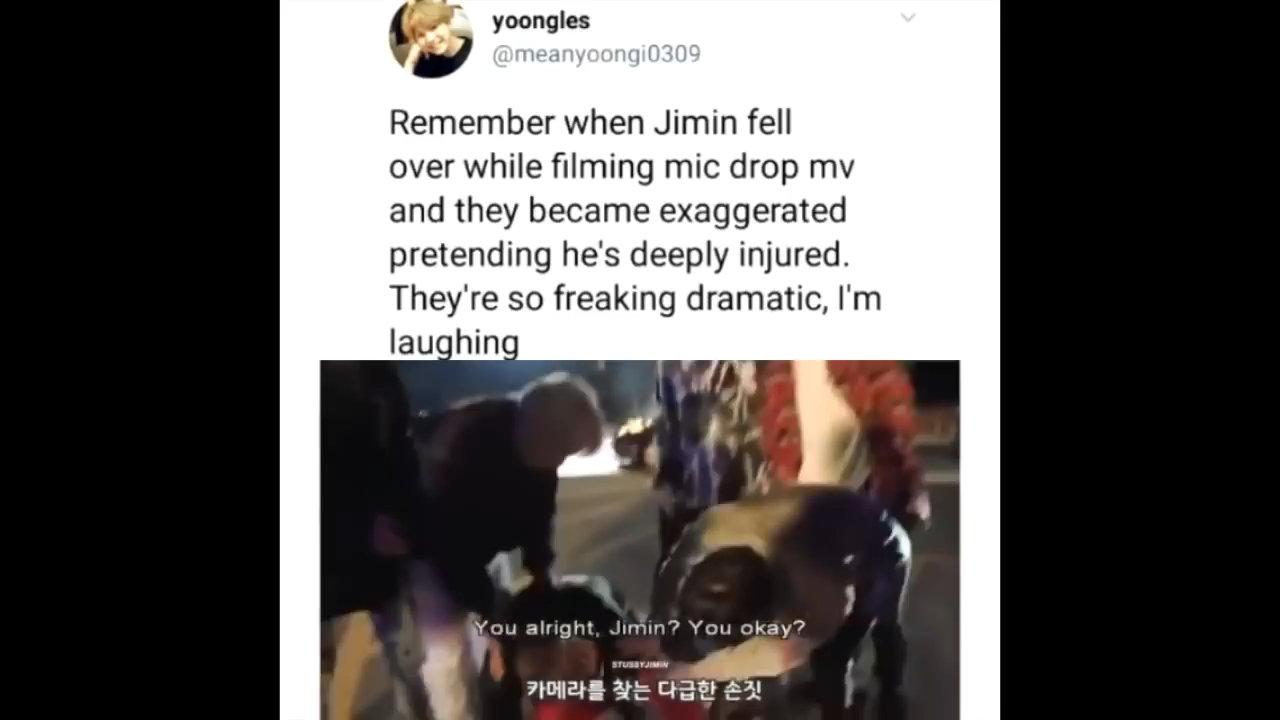 yoongles
@meanyoongi0309
Remember when Jimin fell
over while filming mic drop mv
and they became exaggerated
pretending he's deeply injured.
They're so freaking dramatic, I'm
laughing
You alright, Jimin? You okay?
STUSSYJIMIN
카메라를 찾는 다급한 손짓